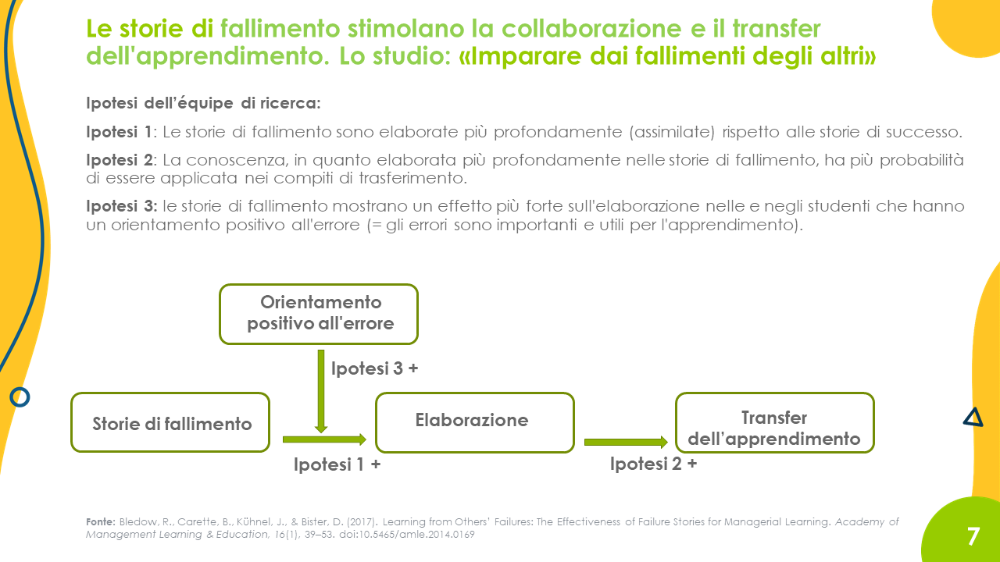 Le storie di fallimento stimolano la collaborazione e il transfer
dell'apprendimento. Lo studio: «Imparare dai fallimenti degli altri»
Ipotesi dell’équipe di ricerca:
Ipotesi 1: Le storie di fallimento sono elaborate più profondamente (assimilate) rispetto alle storie di successo.
Ipotesi 2: La conoscenza, in quanto elaborata più profondamente nelle storie di fallimento, ha più probabilità
di essere applicata nei compiti di trasferimento.
Ipotesi 3: le storie di fallimento mostrano un effetto più forte sull'elaborazione nelle e negli studenti che hanno
un orientamento positivo all'errore (= gli errori sono importanti e utili per l'apprendimento).
Orientamento
positivo all'errore
Ipotesi 3 +
Storie di fallimento
Elaborazione
Transfer
dell’apprendimento
Ipotesi 1 +
Ipotesi 2 +
Fonte: Bledow, R., Carette, B., Kühnel, J., & Bister, D. (2017). Learning from Others’ Failures: The Effectiveness of Failure Stories for Managerial Learning. Academy of
Management Learning & Education, 16(1), 39–53. doi:10.5465/amle.2014.0169
7